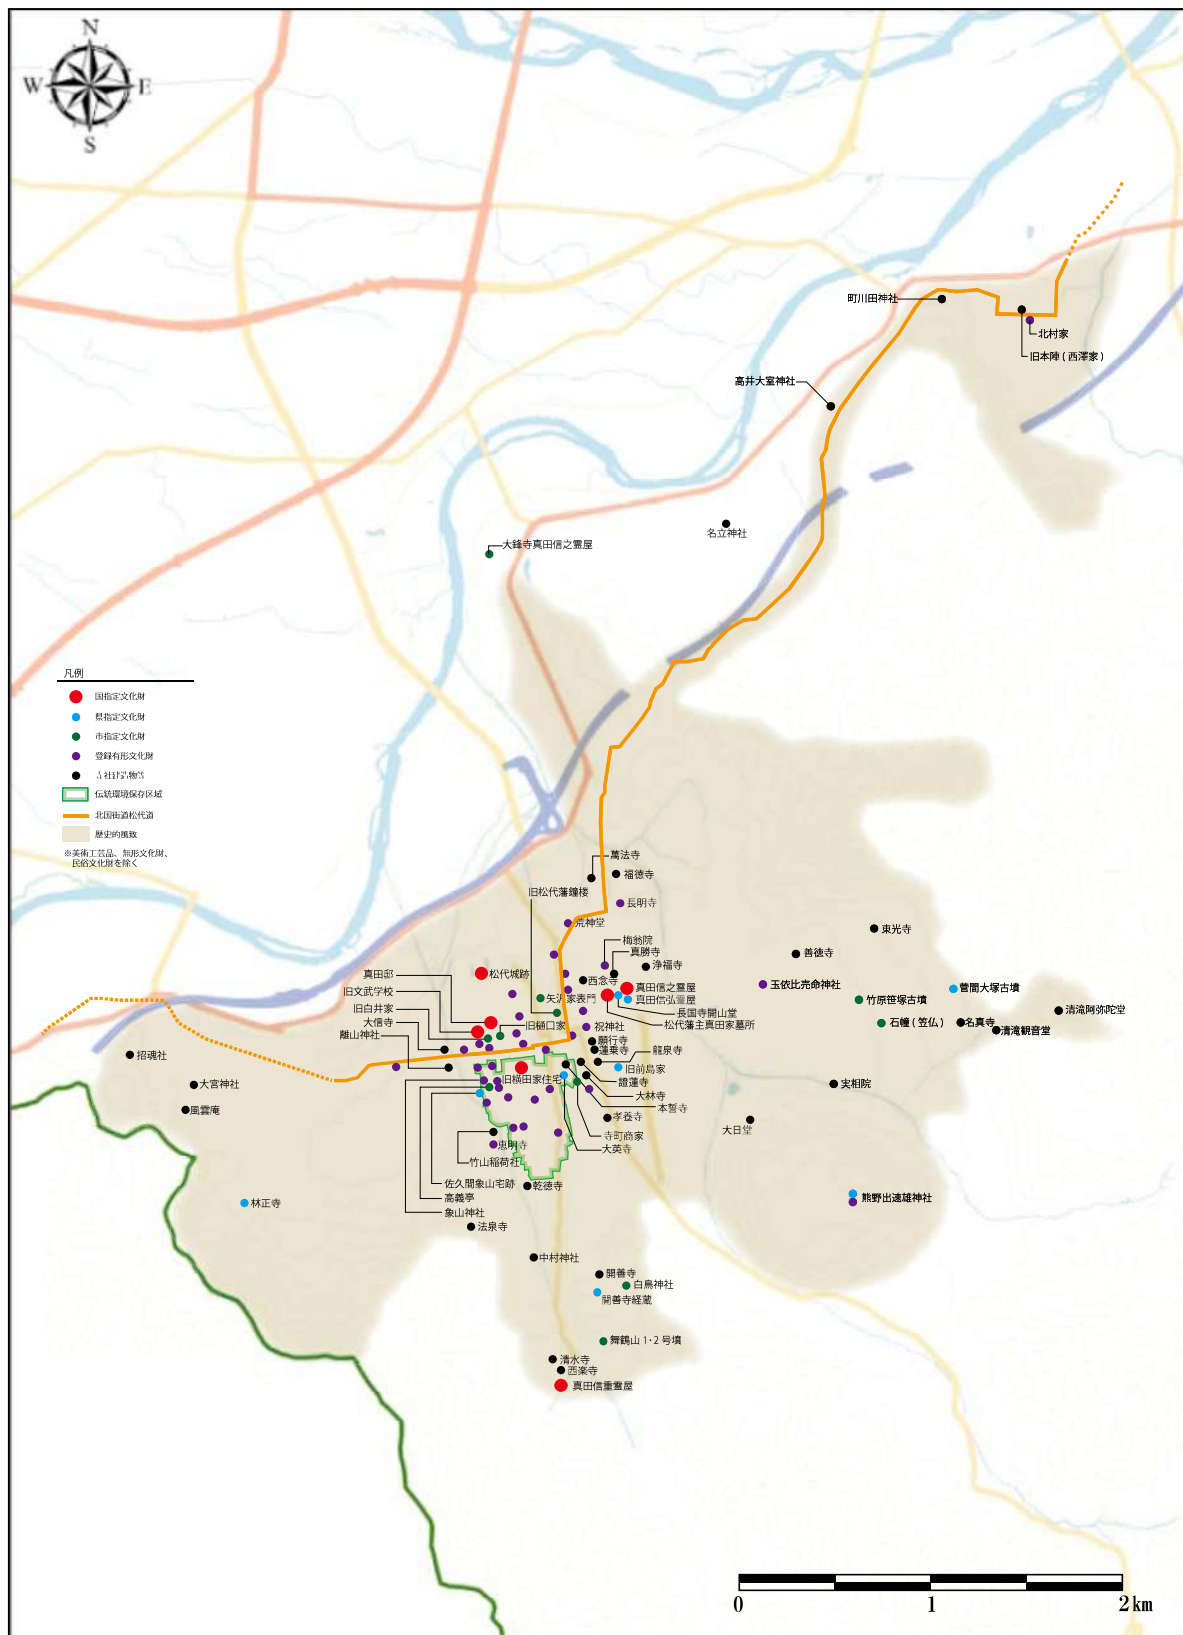 N
W
E
S
町川田神社
北村家
旧本陣 ( 西澤家 )
高井大室神社
名立神社
大鋒寺真田信之霊屋
凡例
国指定文化財
県指定文化財
市指定文化財
登録有形文化財
伝統環境保存区域
北国街道松代道
歴史的風致
※美術工芸品、無形文化財、
民俗文化財を除く
萬法寺
福徳寺
旧松代藩鐘楼
長明寺
荒神堂
梅翁院
真勝寺
浄福寺
東光寺
善徳寺
真田邸
松代城跡
西念寺
旧文武学校
矢沢家表門
真田信之霊屋
真田信弘霊屋
玉依比売命神社
菅間大塚古墳
竹原笹塚古墳
旧白井家
長国寺開山堂
清滝阿弥陀堂
大信寺
旧樋口家
祝神社
松代藩主真田家墓所
石幢 ( 笠仏 )
名真寺
清滝観音堂
離山神社
願行寺
蓮乗寺
龍泉寺
招魂社
旧前島家
旧横田家住宅
證蓮寺
大宮神社
実相院
大林寺
風雲庵
本誓寺
孝養寺
大日堂
寺町商家
恵明寺
大英寺
竹山稲荷社
佐久間象山宅跡
乾徳寺
高義亭
熊野出速雄神社
林正寺
象山神社
法泉寺
中村神社
開善寺
白鳥神社
開善寺経蔵
舞鶴山 1・2 号墳
清水寺
西楽寺
真田信重霊屋
0
1
2 km